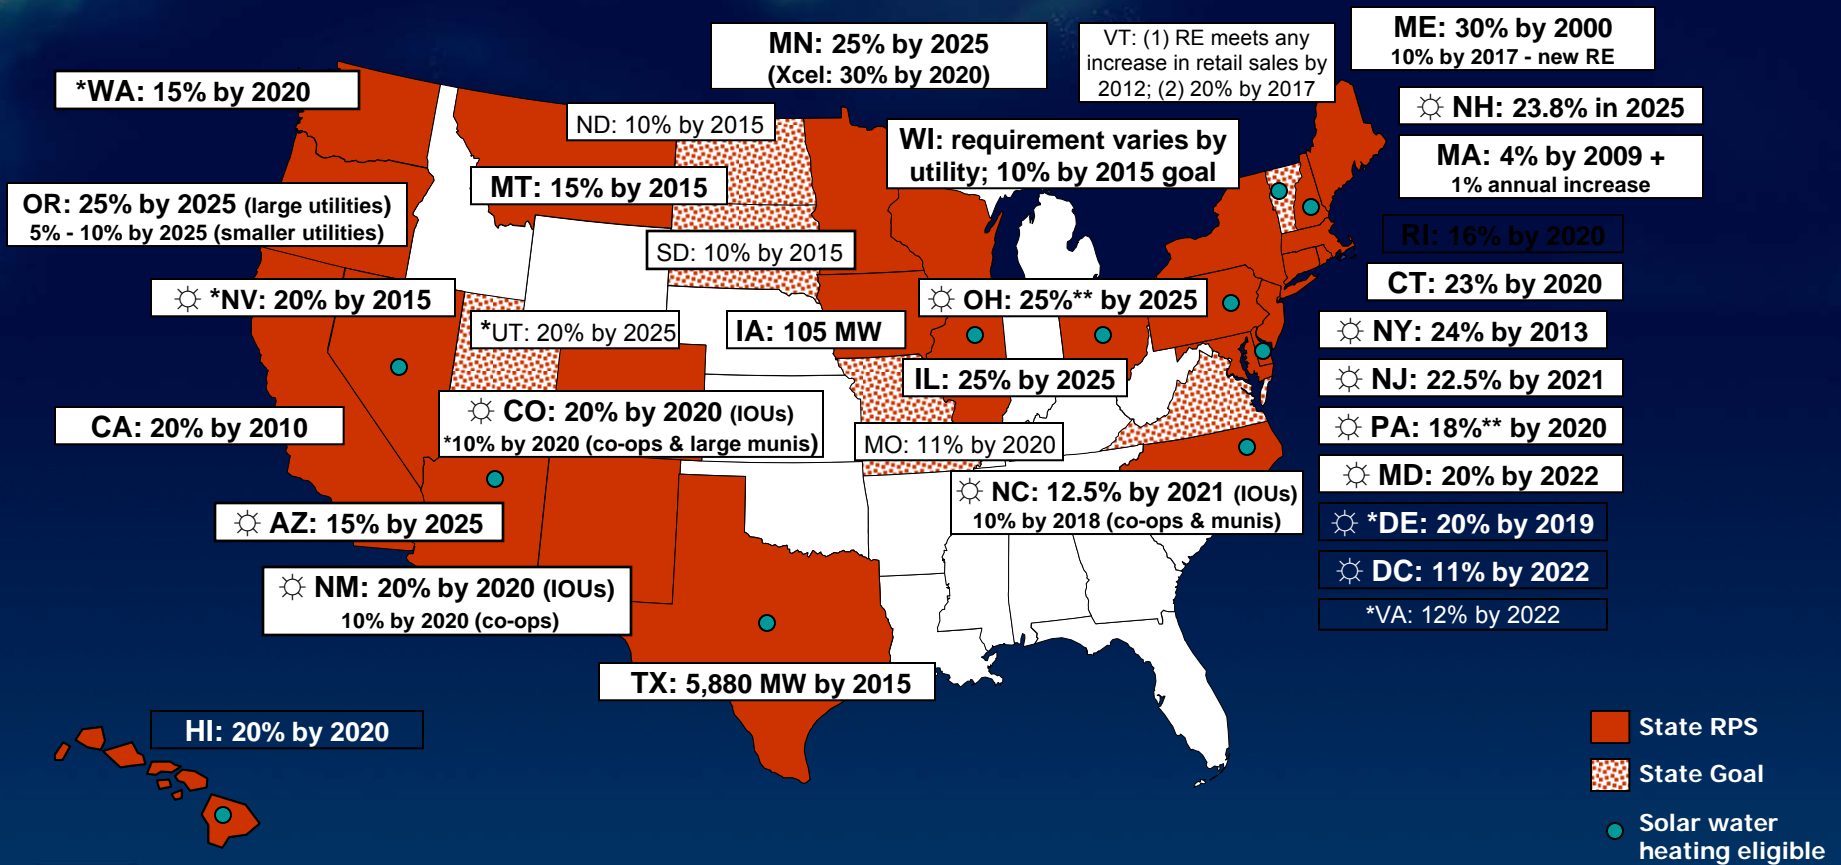 ME: 30% by 2000
10% by 2017 - new RE
MN: 25% by 2025
(Xcel: 30% by 2020)
VT: (1) RE meets any
increase in retail sales by
2012; (2) 20% by 2017
*WA: 15% by 2020
☼ NH: 23.8% in 2025
ND: 10% by 2015
WI: requirement varies by
utility; 10% by 2015 goal
MA: 4% by 2009 +
1% annual increase
MT: 15% by 2015
OR: 25% by 2025 (large utilities)
5% - 10% by 2025 (smaller utilities)
RI: 16% by 2020
SD: 10% by 2015
CT: 23% by 2020
☼ *NV: 20% by 2015
☼ OH: 25%** by 2025
*UT: 20% by 2025
IA: 105 MW
☼ NY: 24% by 2013
IL: 25% by 2025
☼ NJ: 22.5% by 2021
CA: 20% by 2010
☼ CO: 20% by 2020 (IOUs)
*10% by 2020 (co-ops & large munis)
MO: 11% by 2020
☼ PA: 18%** by 2020
☼ MD: 20% by 2022
☼ NC: 12.5% by 2021 (IOUs)
10% by 2018 (co-ops & munis)
☼ AZ: 15% by 2025
☼ *DE: 20% by 2019
☼ DC: 11% by 2022
☼ NM: 20% by 2020 (IOUs)
10% by 2020 (co-ops)
*VA: 12% by 2022
TX: 5,880 MW by 2015
HI: 20% by 2020
State RPS
State Goal
Solar water
heating eligible